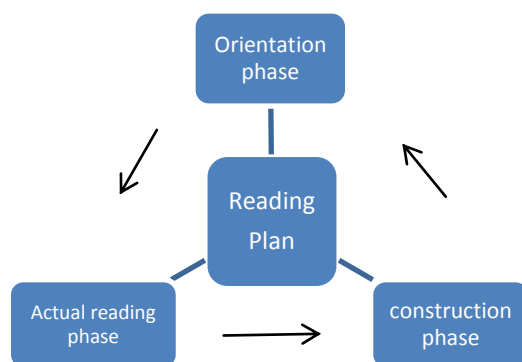 Orientation
phase
Reading
Plan
Actual reading
phase
construction
phase